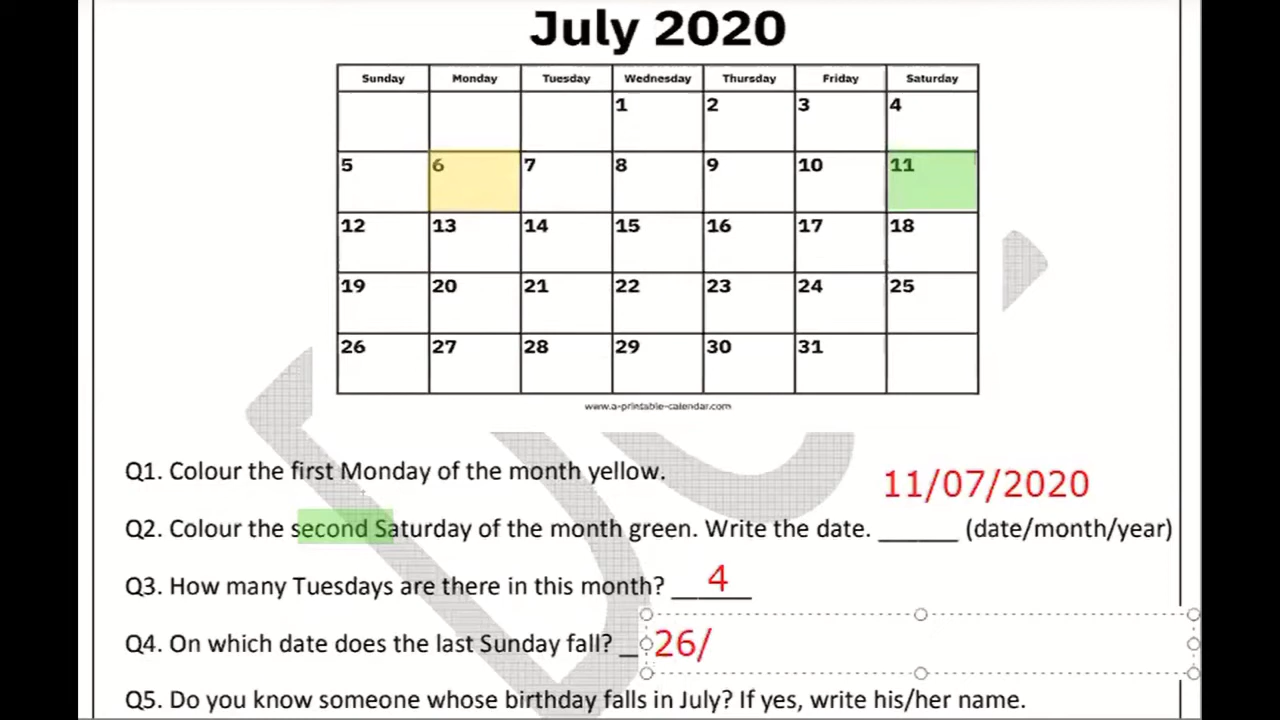 July 2020
Sunday Monday Tuesday Wednesday Thursday Friday Saturday
1 2 3 4
5 6 7 8 9 10 11
12 13 14 15 16 17 18
19 20 21 22 23 24 25
26 27 28 29 30 31
www.a-printable-calendar.com
Q1. Colour the first Monday of the month yellow.
11/07/2020
Q2. Colour the second Saturday of the month green. Write the date. ______ (date/month/year)
Q3. How many Tuesdays are there in this month? 4
Q4. On which date does the last Sunday fall? 26/
Q5. Do you know someone whose birthday falls in July? If yes, write his/her name.